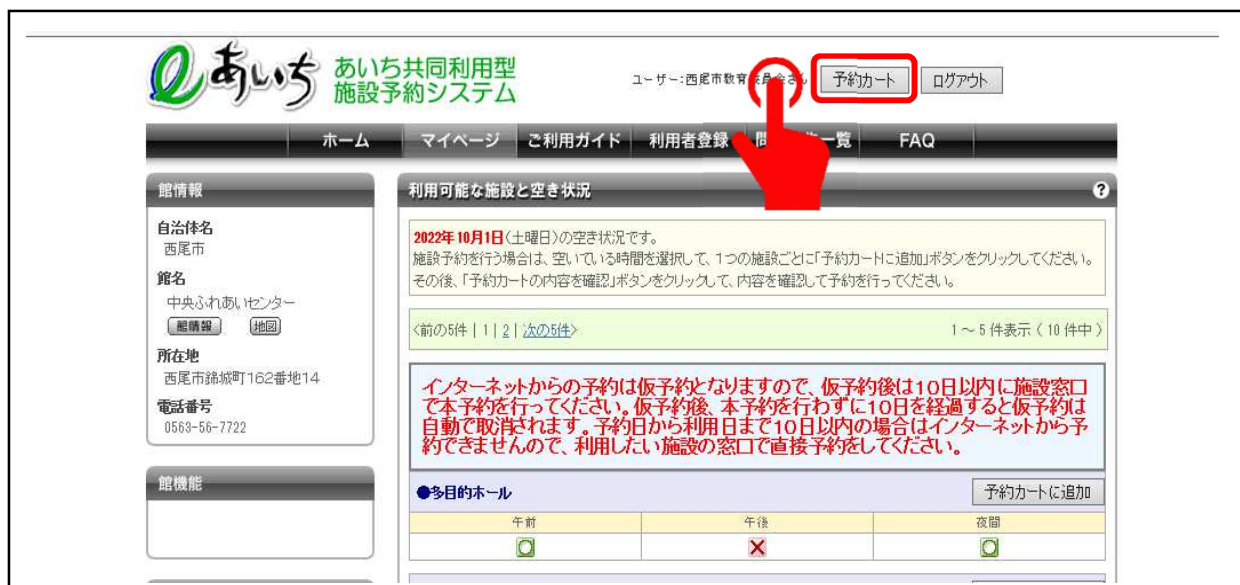 あいち あいち共同利用型
施設予約システム
ユーザー:西尾市教育委員会さん 予約カート ログアウト
ホーム マイページ ご利用ガイド 利用者登録 一覧 FAQ
館情報
自治体名
西尾市
館名
中央ふれあいセンター
館情報 地図
所在地
西尾市錦城町162番地14
電話番号
0563-56-7722
館機能
利用可能な施設と空き状況 ?
2022年10月1日(土曜日)の空き状況です。
施設予約を行う場合は、空いている時間を選択して、1つの施設ごとに「予約カートに追加」ボタンをクリックしてください。
その後、「予約カートの内容を確認」ボタンをクリックして、内容を確認して予約を行ってください。
<前の5件 | 1 | 2 | 次の5件> 1 ～ 5 件表示 ( 10 件中 )
インターネットからの予約は仮予約となりますので、仮予約後は10日以内に施設窓口
で本予約を行ってください。仮予約後、本予約を行わずに10日を経過すると仮予約は
自動で取消されます。予約日から利用日まで10日以内の場合はインターネットから予
約できませんので、利用したい施設の窓口で直接予約をしてください。
●多目的ホール 予約カートに追加
午前 午後 夜間